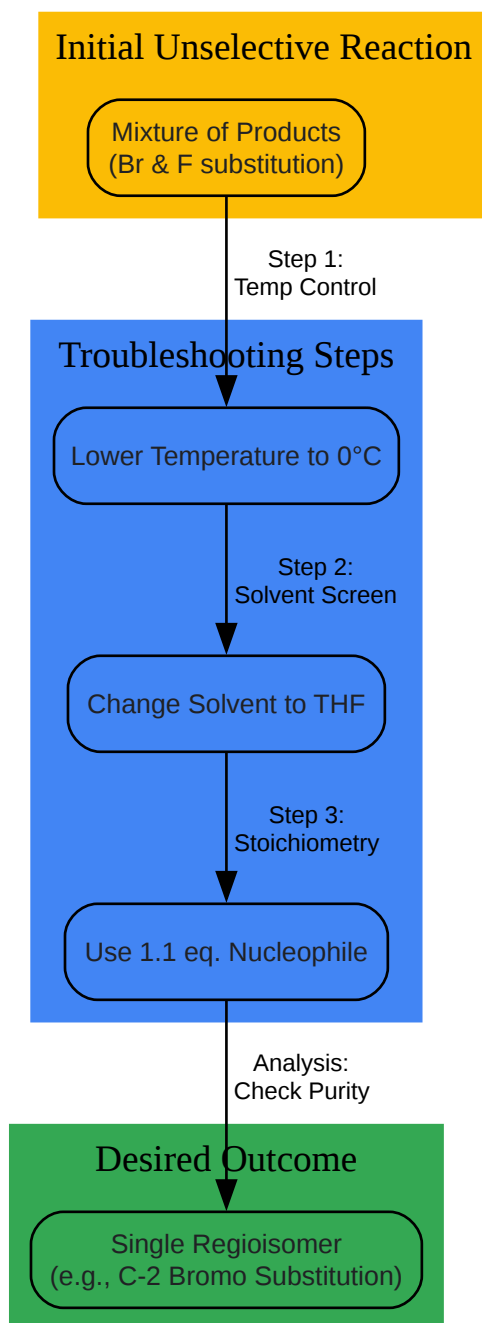 Initial Unselective Reaction
Mixture of Products
(Br & F substitution)
Step 1:
Temp Control
Troubleshooting Steps
Lower Temperature to 0°C
Step 2:
Solvent Screen
Change Solvent to THF
Step 3:
Stoichiometry
Use 1.1 eq. Nucleophile
Analysis:
Check Purity
Desired Outcome
Single Regioisomer
(e.g., C-2 Bromo Substitution)